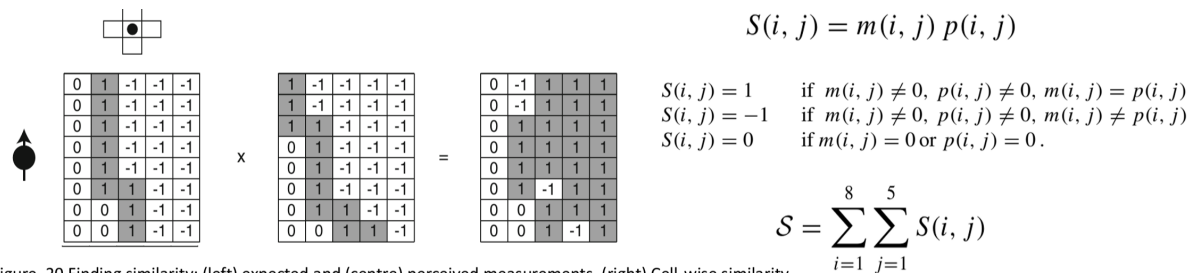 0 1 -1 -1 -1
0 1 -1 -1 -1
0 1 -1 -1 -1
0 1 -1 -1 -1
0 1 -1 -1 -1
0 1 1 -1 -1
0 0 1 -1 -1
0 0 1 -1 -1
x
1 -1 -1 -1 -1
1 -1 -1 -1 -1
1 1 -1 -1 -1
0 1 -1 -1 -1
0 1 -1 -1 -1
0 1 -1 -1 -1
0 1 1 -1 -1
0 0 1 1 -1
=
0 -1 1 1 1
0 -1 1 1 1
0 1 1 1 1
0 1 1 1 1
0 1 1 1 1
0 1 -1 1 1
0 0 1 1 1
0 0 1 -1 1
S(i, j) = m(i, j) p(i, j)
S(i, j) = 1 if m(i, j) ≠ 0, p(i, j) ≠ 0, m(i, j) = p(i, j)
S(i, j) = −1 if m(i, j) ≠ 0, p(i, j) ≠ 0, m(i, j) ≠ p(i, j)
S(i, j) = 0 if m(i, j) = 0 or p(i, j) = 0.
8 5
S = ∑ ∑ S(i, j)
i=1 j=1
20 Finding similarity: (left) expected and (centre) perceived measurements. (right) Cell-wise similarity